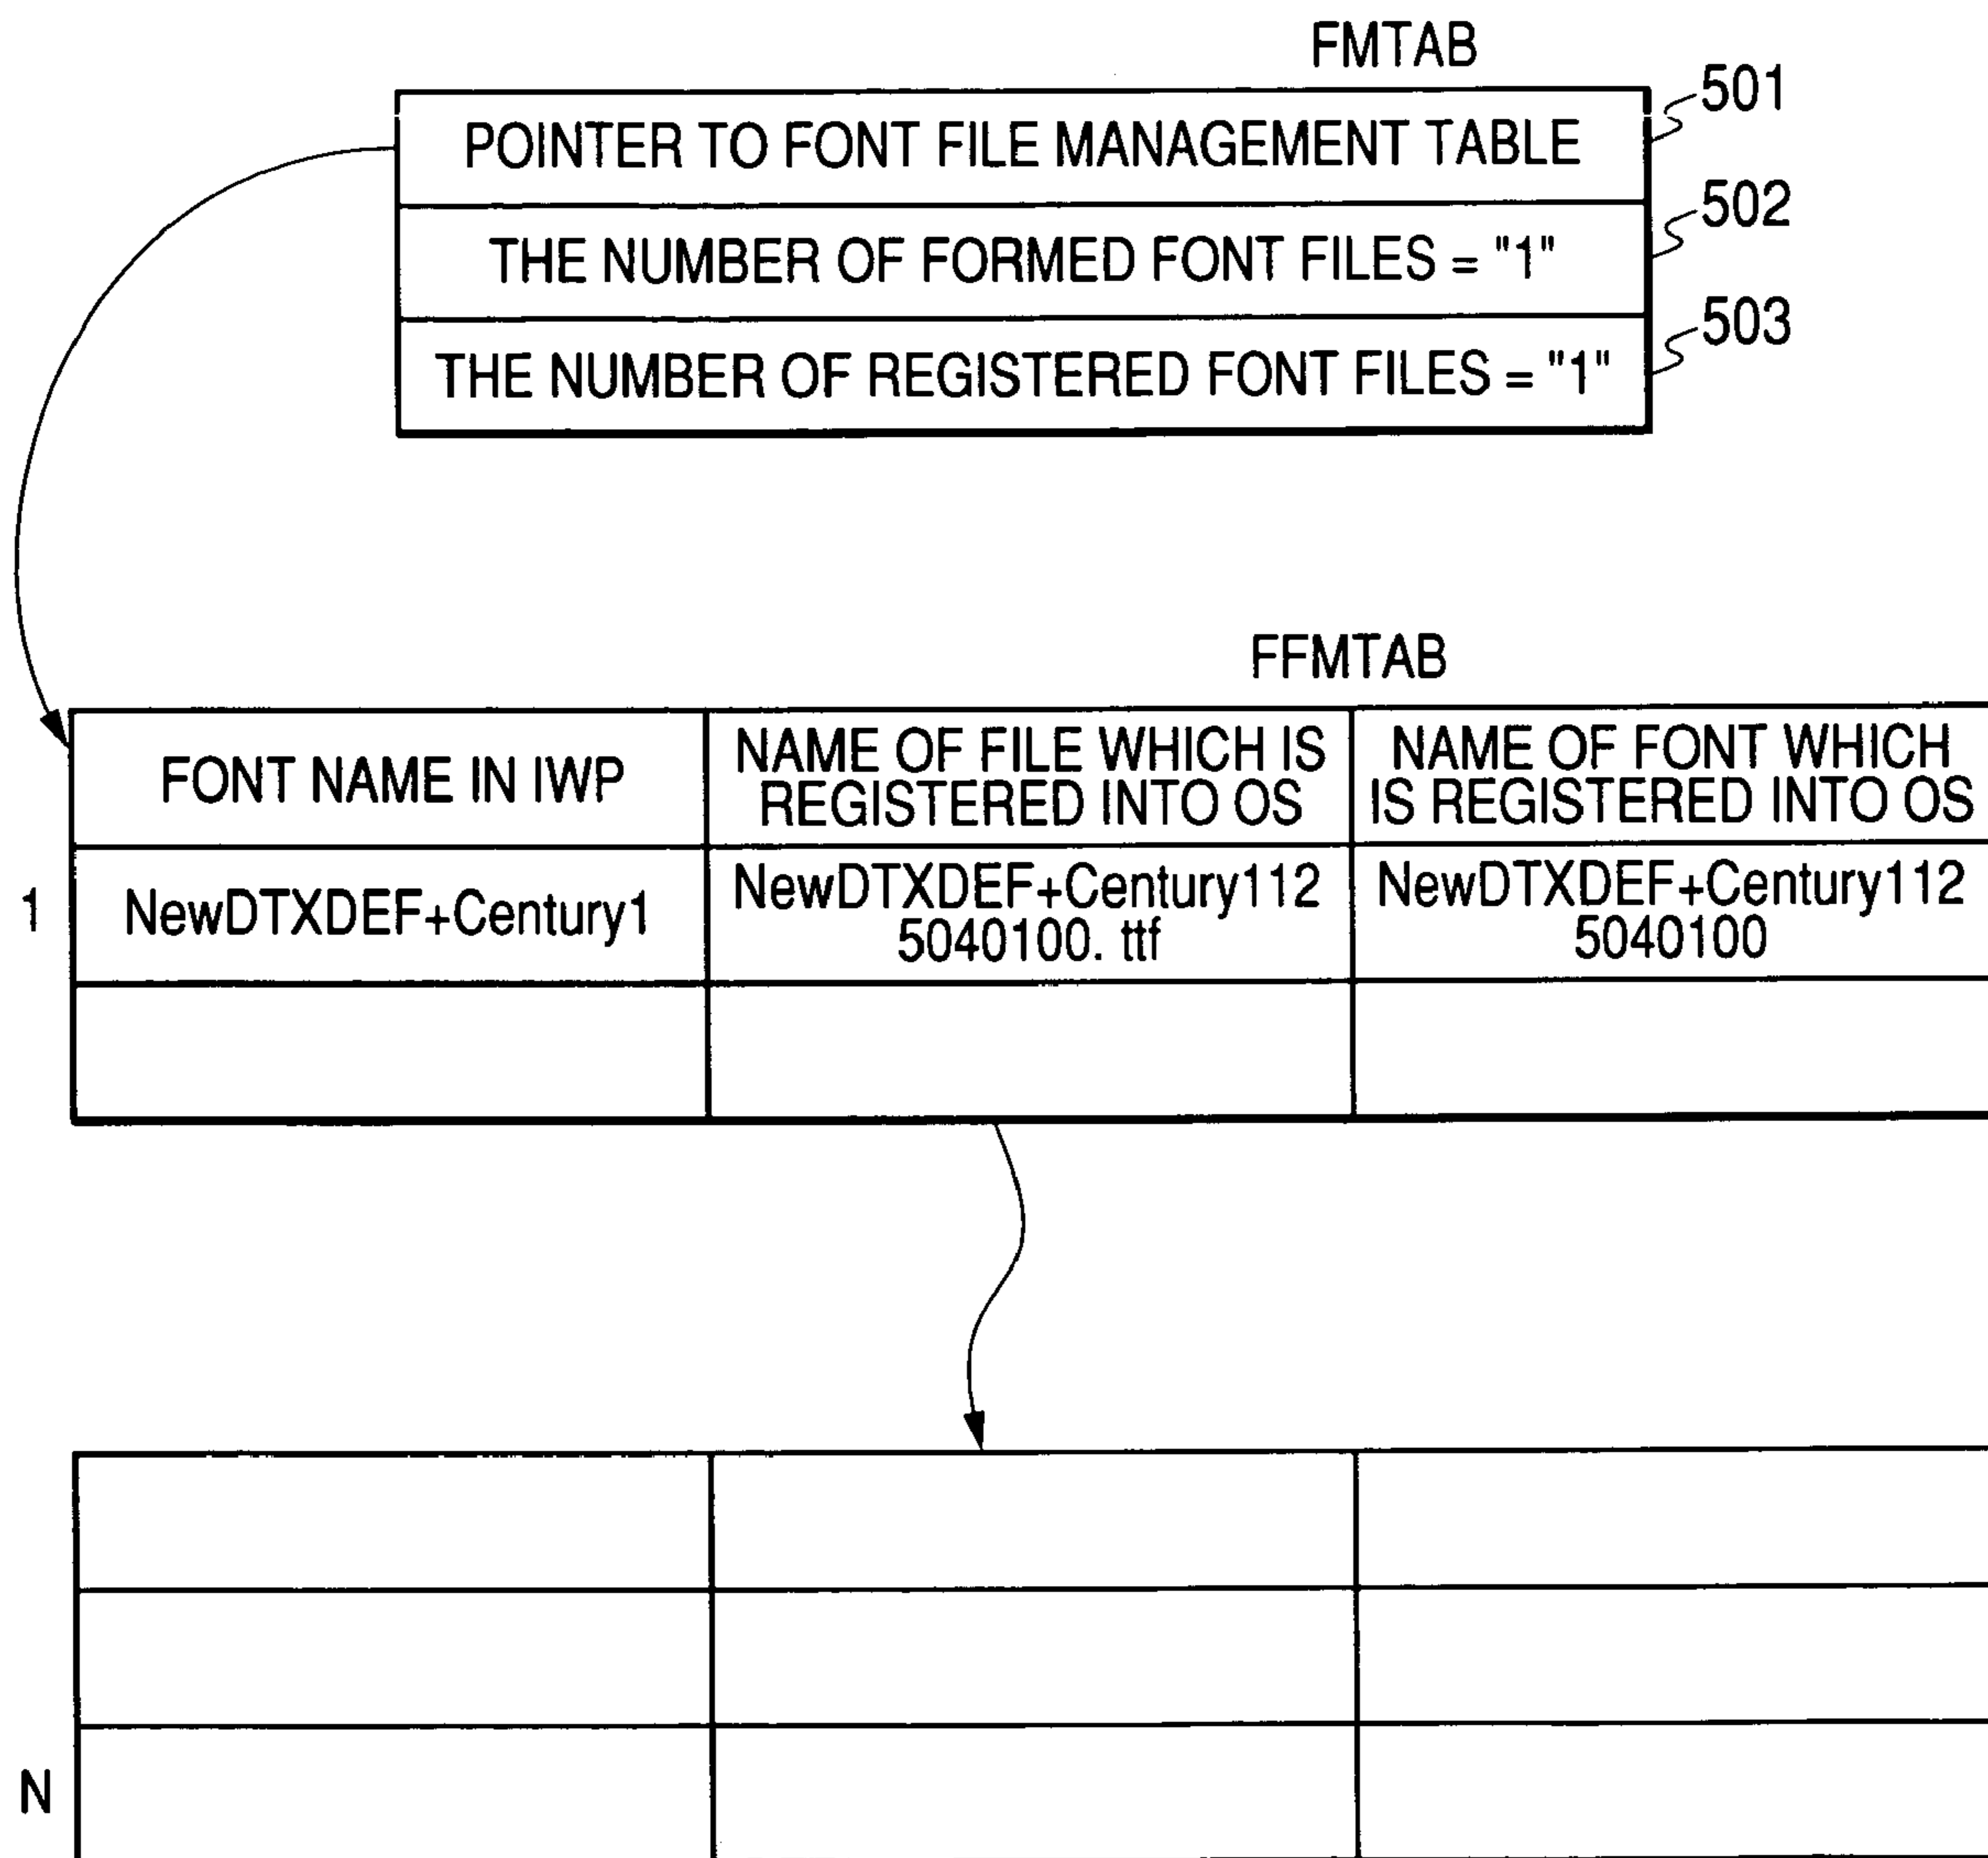 FMTAB
POINTER TO FONT FILE MANAGEMENT TABLE
501
THE NUMBER OF FORMED FONT FILES = "1"
502
THE NUMBER OF REGISTERED FONT FILES = "1"
503
FFMTAB
FONT NAME IN IWP
NAME OF FILE WHICH IS
REGISTERED INTO OS
NAME OF FONT WHICH
IS REGISTERED INTO OS
1
NewDTXDEF+Century1
NewDTXDEF+Century112
5040100. ttf
NewDTXDEF+Century112
5040100
N